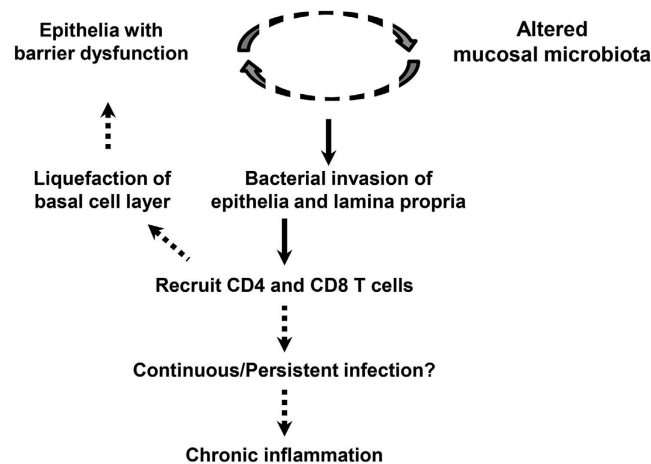 Epithelia with
barrier dysfunction
Altered
mucosal microbiota
Liquefaction of
basal cell layer
Bacterial invasion of
epithelia and lamina propria
Recruit CD4 and CD8 T cells
Continuous/Persistent infection?
Chronic inflammation